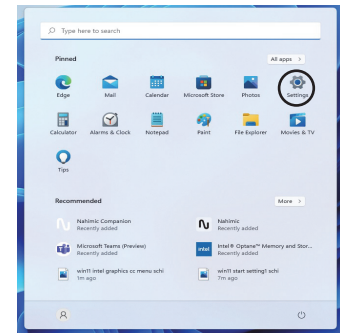 Type here to search
Pinned
All apps >
Edge
Mail
Calendar
Microsoft Store
Photos
Settings
Calculator
Alarms & Clock
Notepad
Paint
File Explorer
Movies & TV
Tips
Recommended
More >
Nahimic Companion
Recently added
Nahimic
Recently added
Microsoft Teams (Preview)
Recently added
intel
Intel® Optane™ Memory and Stor...
Recently added
win11 intel graphics cc menu schi
1m ago
win11 start setting1 schi
7m ago